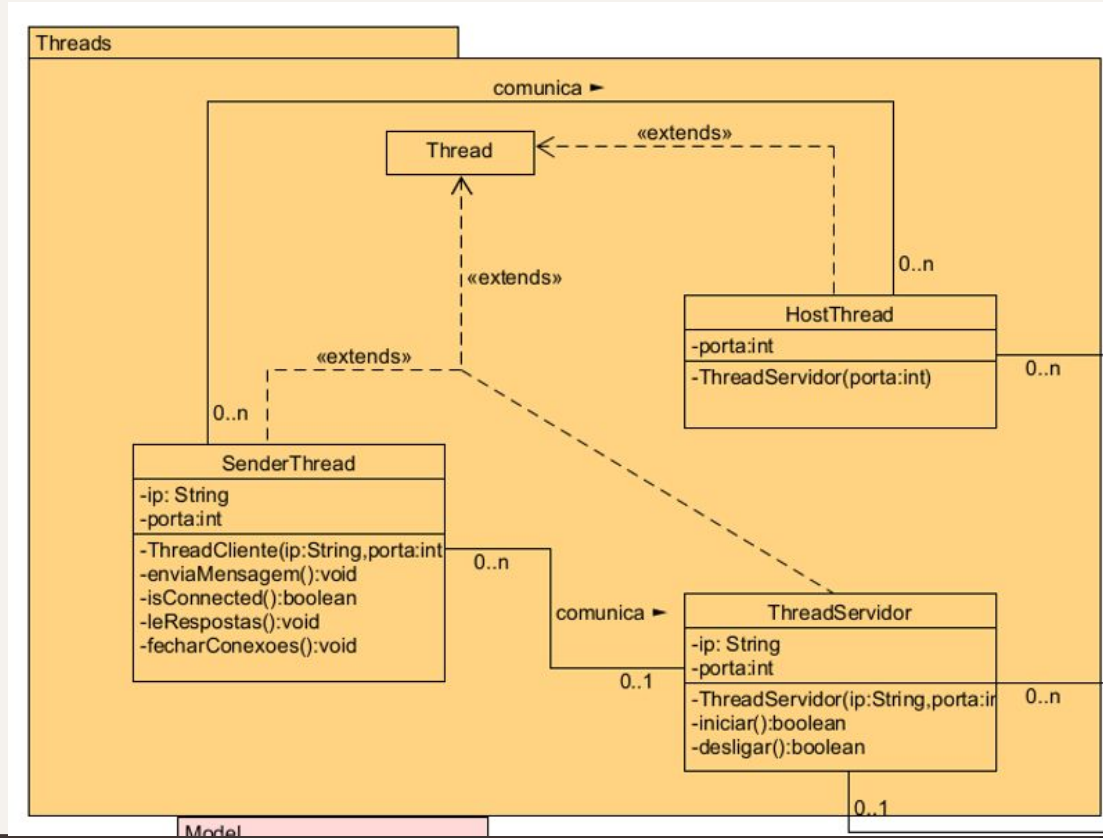 Threads
comunica ►
Thread
«extends»
«extends»
«extends»
0..n
HostThread
-porta:int
-ThreadServidor(porta:int)
0..n
0..n
SenderThread
-ip: String
-porta:int
-ThreadCliente(ip:String,porta:int
-enviaMensagem():void
-isConnected():boolean
-leRespostas():void
-fecharConexoes():void
0..n
comunica ►
0..1
ThreadServidor
-ip: String
-porta:int
-ThreadServidor(ip:String,porta:ir
-iniciar():boolean
-desligar():boolean
0..n
0..1
Model